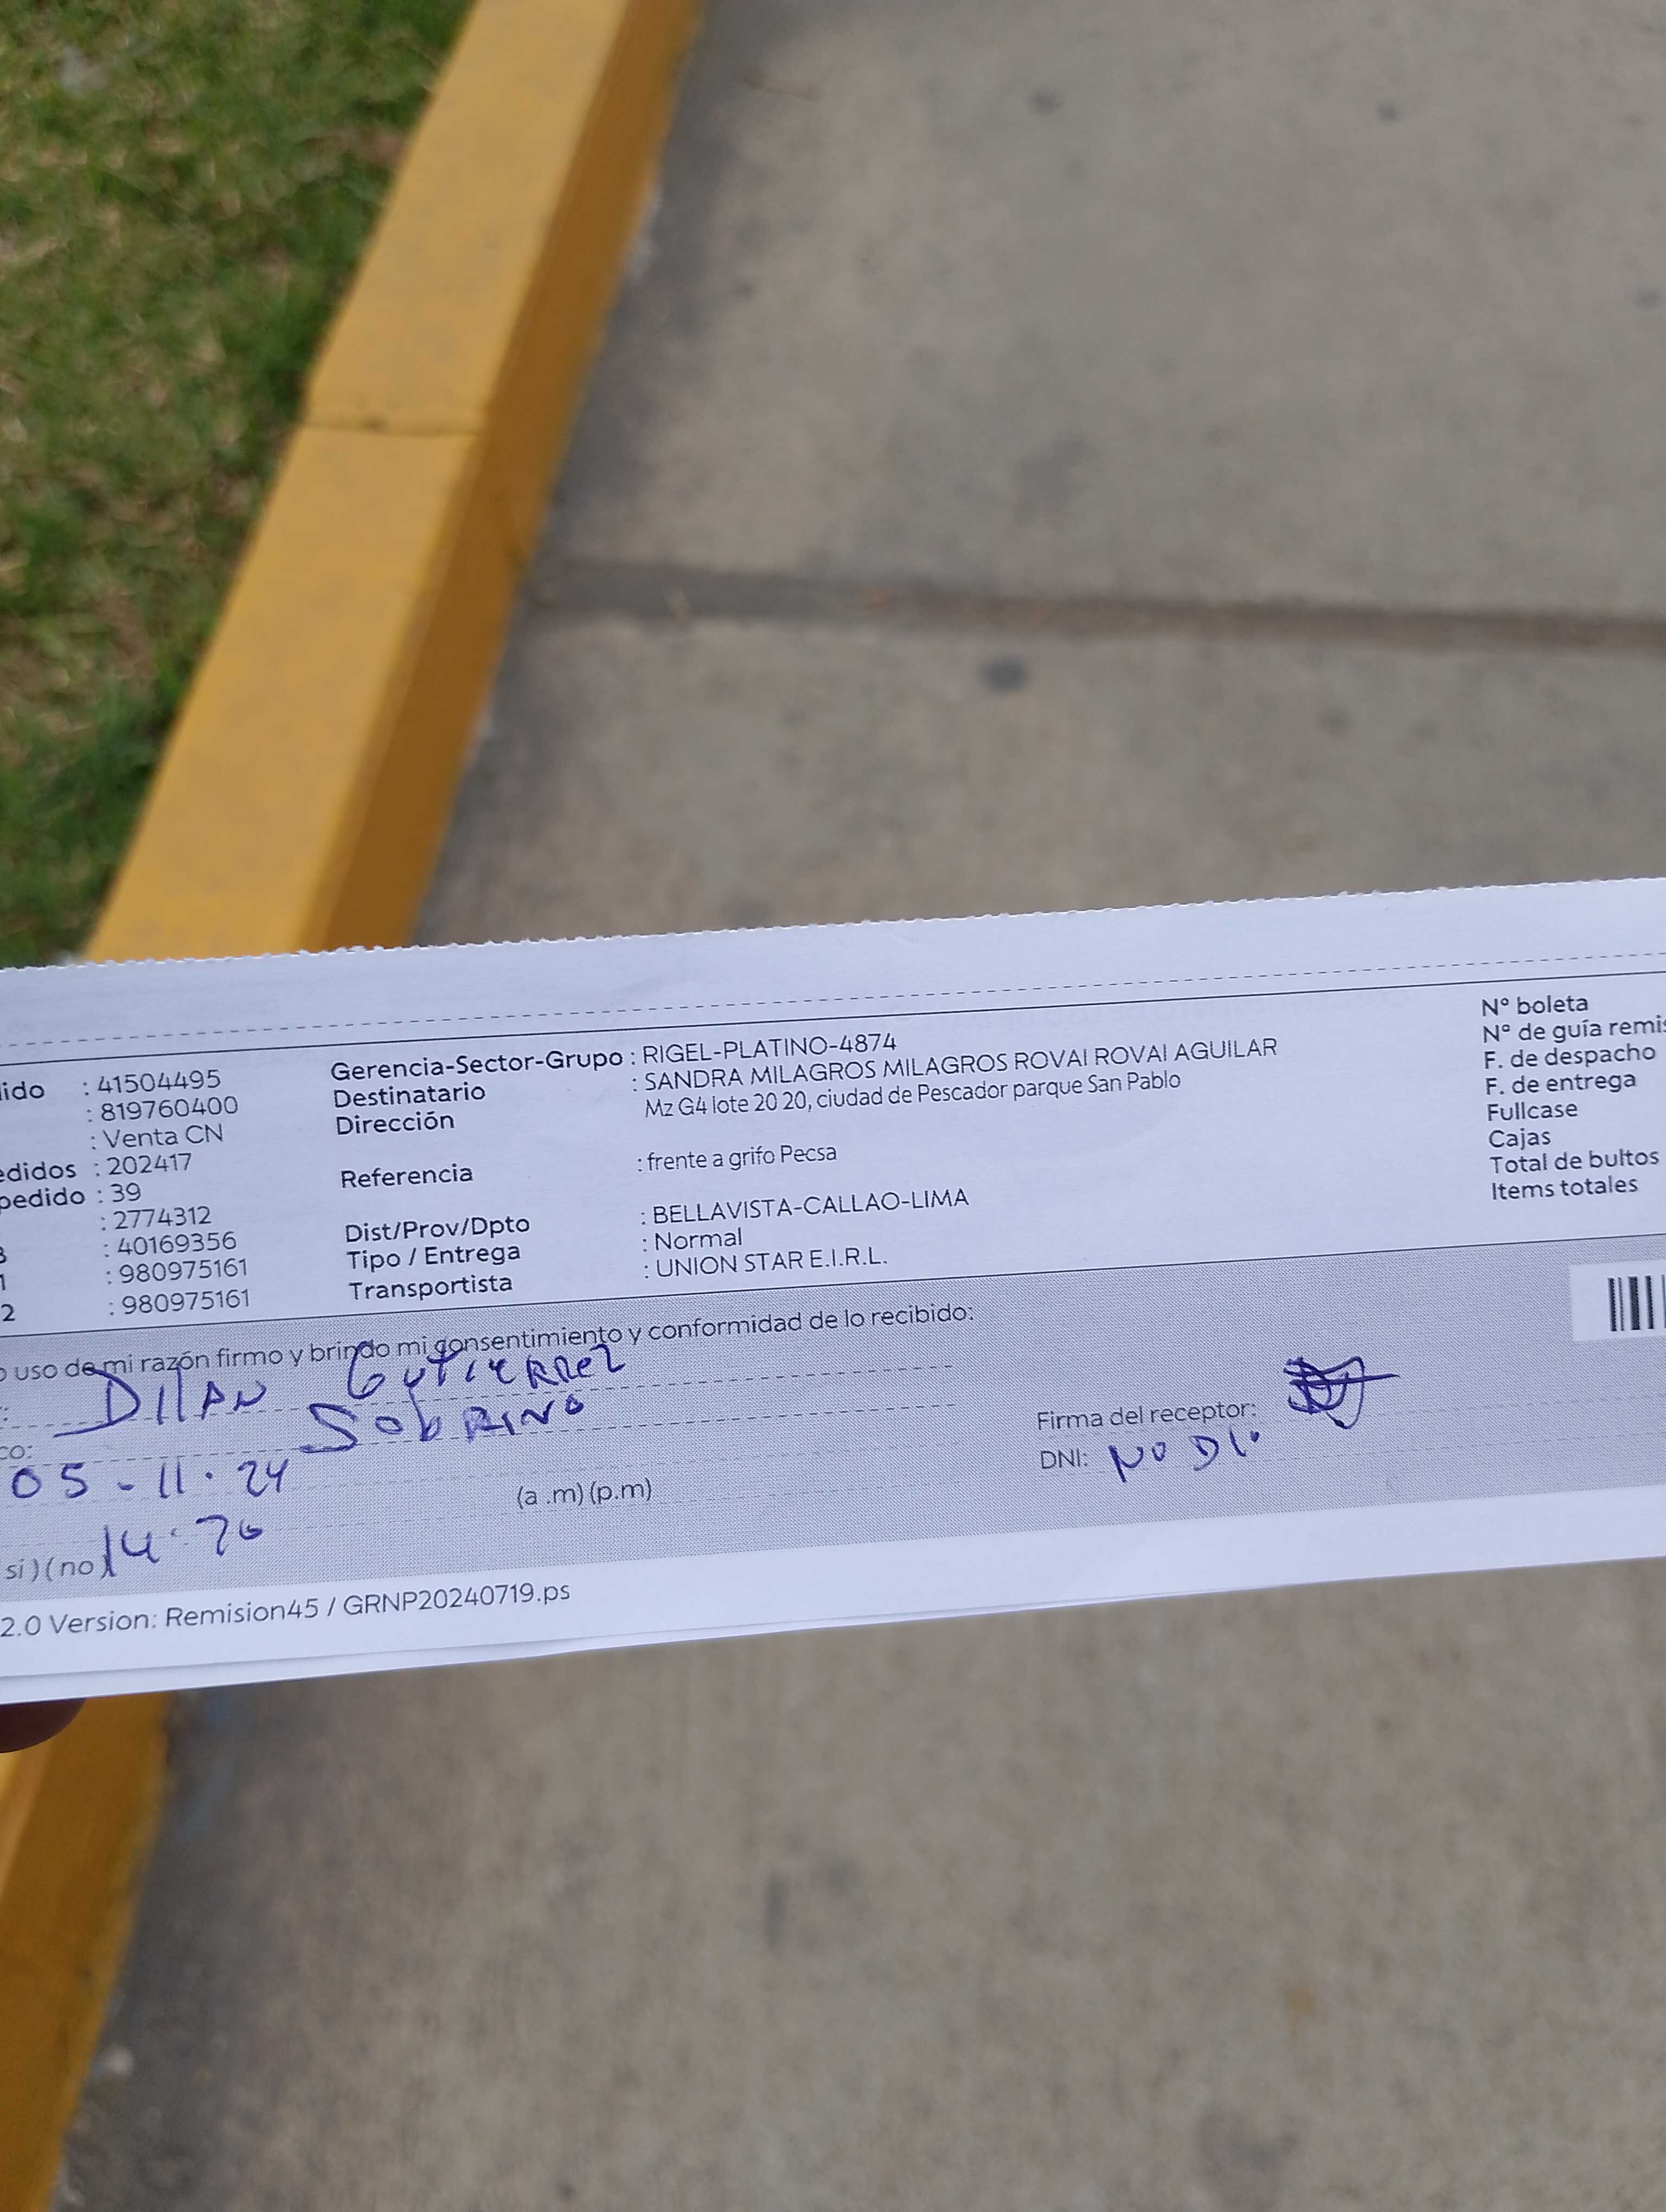 ido : 41504495
: 819760400
: Venta CN
edidos : 202417
pedido : 39
: 2774312
3 : 40169356
1 : 980975161
2 : 980975161
Gerencia-Sector-Grupo : RIGEL-PLATINO-4874
Destinatario : SANDRA MILAGROS MILAGROS ROVAI ROVAI AGUILAR
Dirección Mz G4 lote 20 20, ciudad de Pescador parque San Pablo
Referencia : frente a grifo Pecsa
Dist/Prov/Dpto : BELLAVISTA-CALLAO-LIMA
Tipo / Entrega : Normal
Transportista : UNION STAR E.I.R.L.
N° boleta
N° de guía remis
F. de despacho
F. de entrega
Fullcase
Cajas
Total de bultos
Items totales
o uso de mi razón firmo y brindo mi consentimiento y conformidad de lo recibido:
: DIlAN GUTIERREZ
co: SObRINO
05-11.24
(a .m) (p.m)
si ) ( no ) 14:
Firma del receptor:
DNI: NO DIO
2.0 Version: Remision45 / GRNP20240719.ps